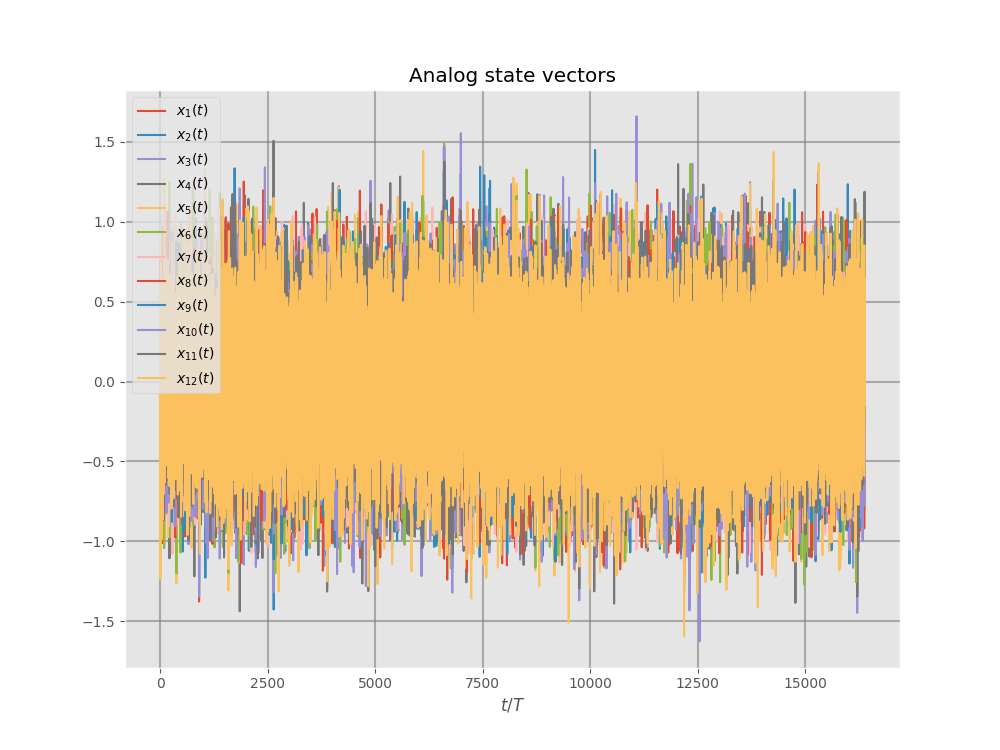 Analog state vectors
x₁(t)
x₂(t)
x₃(t)
x₄(t)
x₅(t)
x₆(t)
x₇(t)
x₈(t)
x₉(t)
x₁₀(t)
x₁₁(t)
x₁₂(t)
1.5
1.0
0.5
0.0
−0.5
−1.0
−1.5
0 2500 5000 7500 10000 12500 15000
t/T